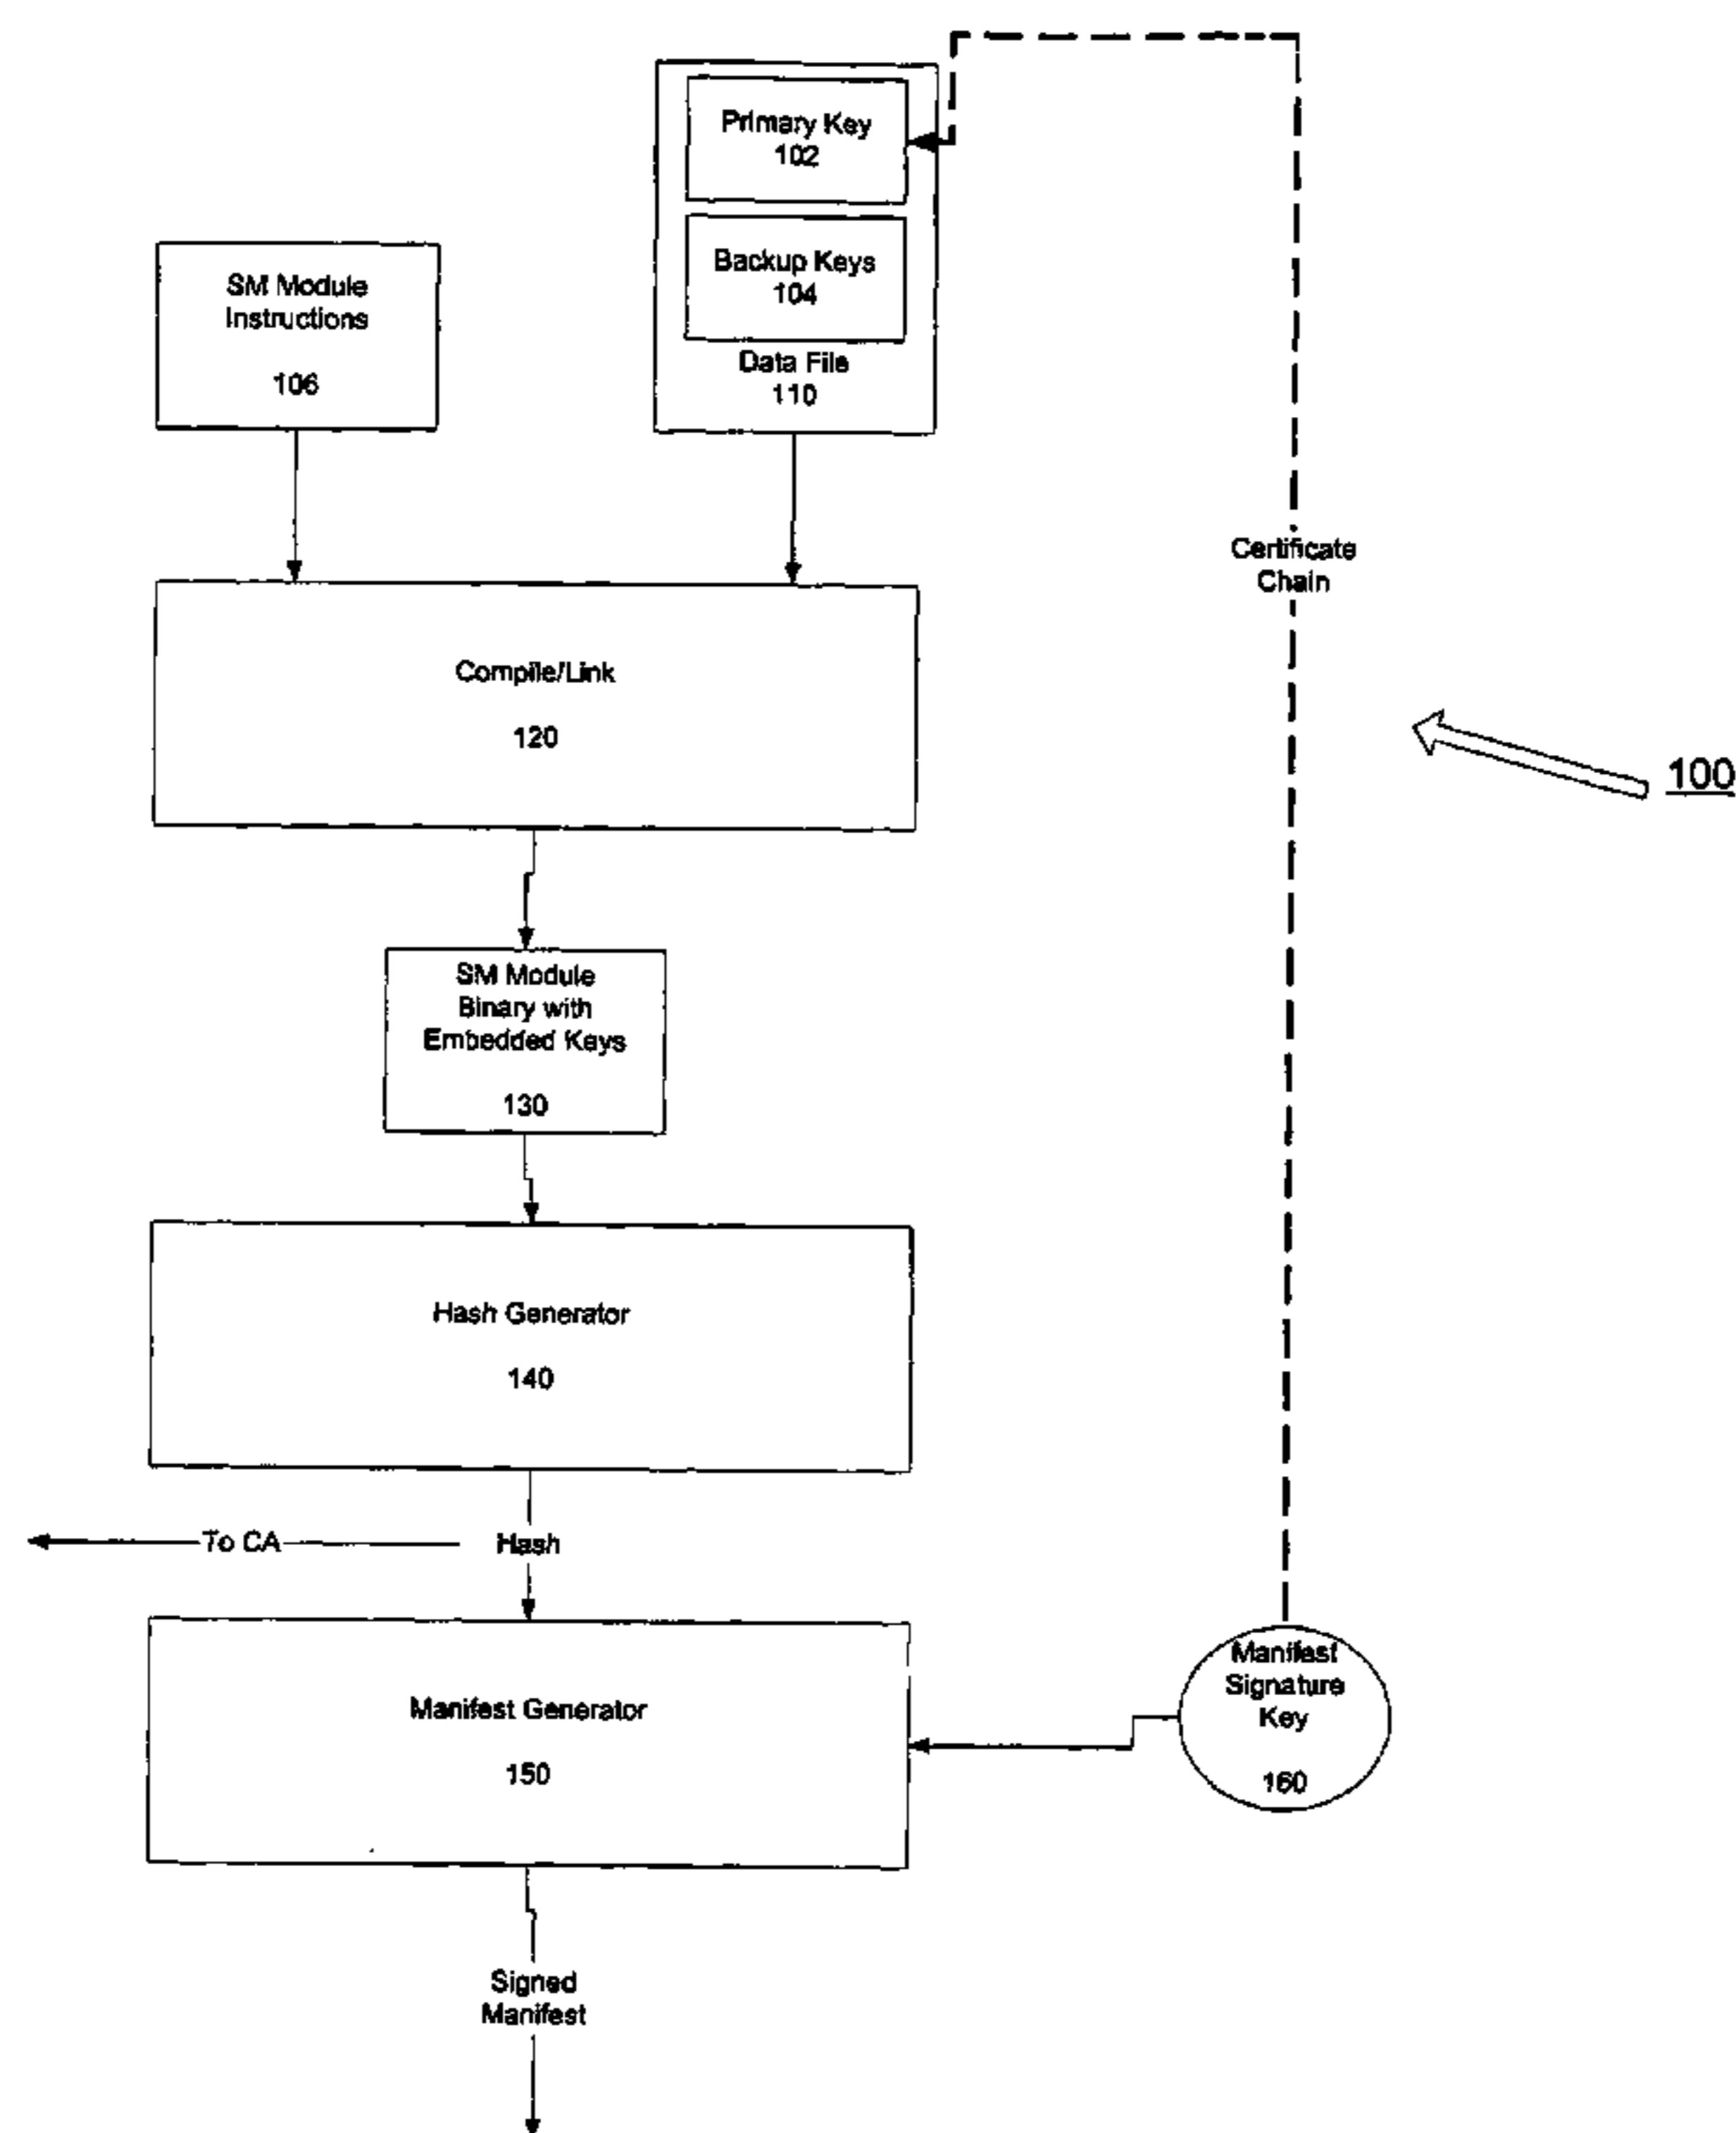 Primary Key
102
Backup Keys
104
Data File
110
SM Module
Instructions
106
Certificate
Chain
Compile/Link
120
100
SM Module
Binary with
Embedded Keys
130
Hash Generator
140
To CA
Hash
Manifest Generator
150
Manifest
Signature
Key
160
Signed
Manifest